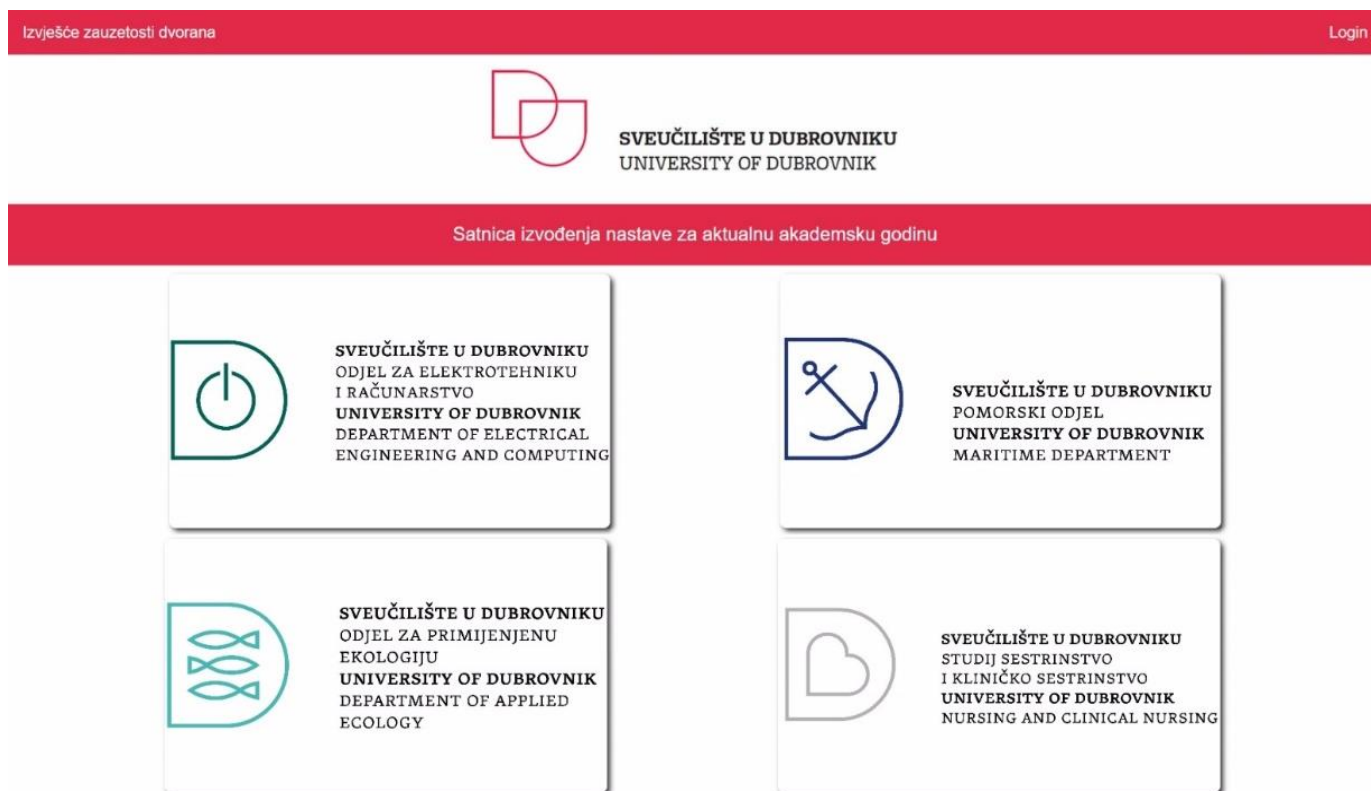 Izvješće zauzetosti dvorana
Login
SVEUČILIŠTE U DUBROVNIKU
UNIVERSITY OF DUBROVNIK
Satnica izvođenja nastave za aktualnu akademsku godinu
SVEUČILIŠTE U DUBROVNIKU
ODJEL ZA ELEKTROTEHNIKU
I RAČUNARSTVO
UNIVERSITY OF DUBROVNIK
DEPARTMENT OF ELECTRICAL
ENGINEERING AND COMPUTING
SVEUČILIŠTE U DUBROVNIKU
POMORSKI ODJEL
UNIVERSITY OF DUBROVNIK
MARITIME DEPARTMENT
SVEUČILIŠTE U DUBROVNIKU
ODJEL ZA PRIMIJENJENU
EKOLOGIJU
UNIVERSITY OF DUBROVNIK
DEPARTMENT OF APPLIED
ECOLOGY
SVEUČILIŠTE U DUBROVNIKU
STUDIJ SESTRINSTVO
I KLINIČKO SESTRINSTVO
UNIVERSITY OF DUBROVNIK
NURSING AND CLINICAL NURSING